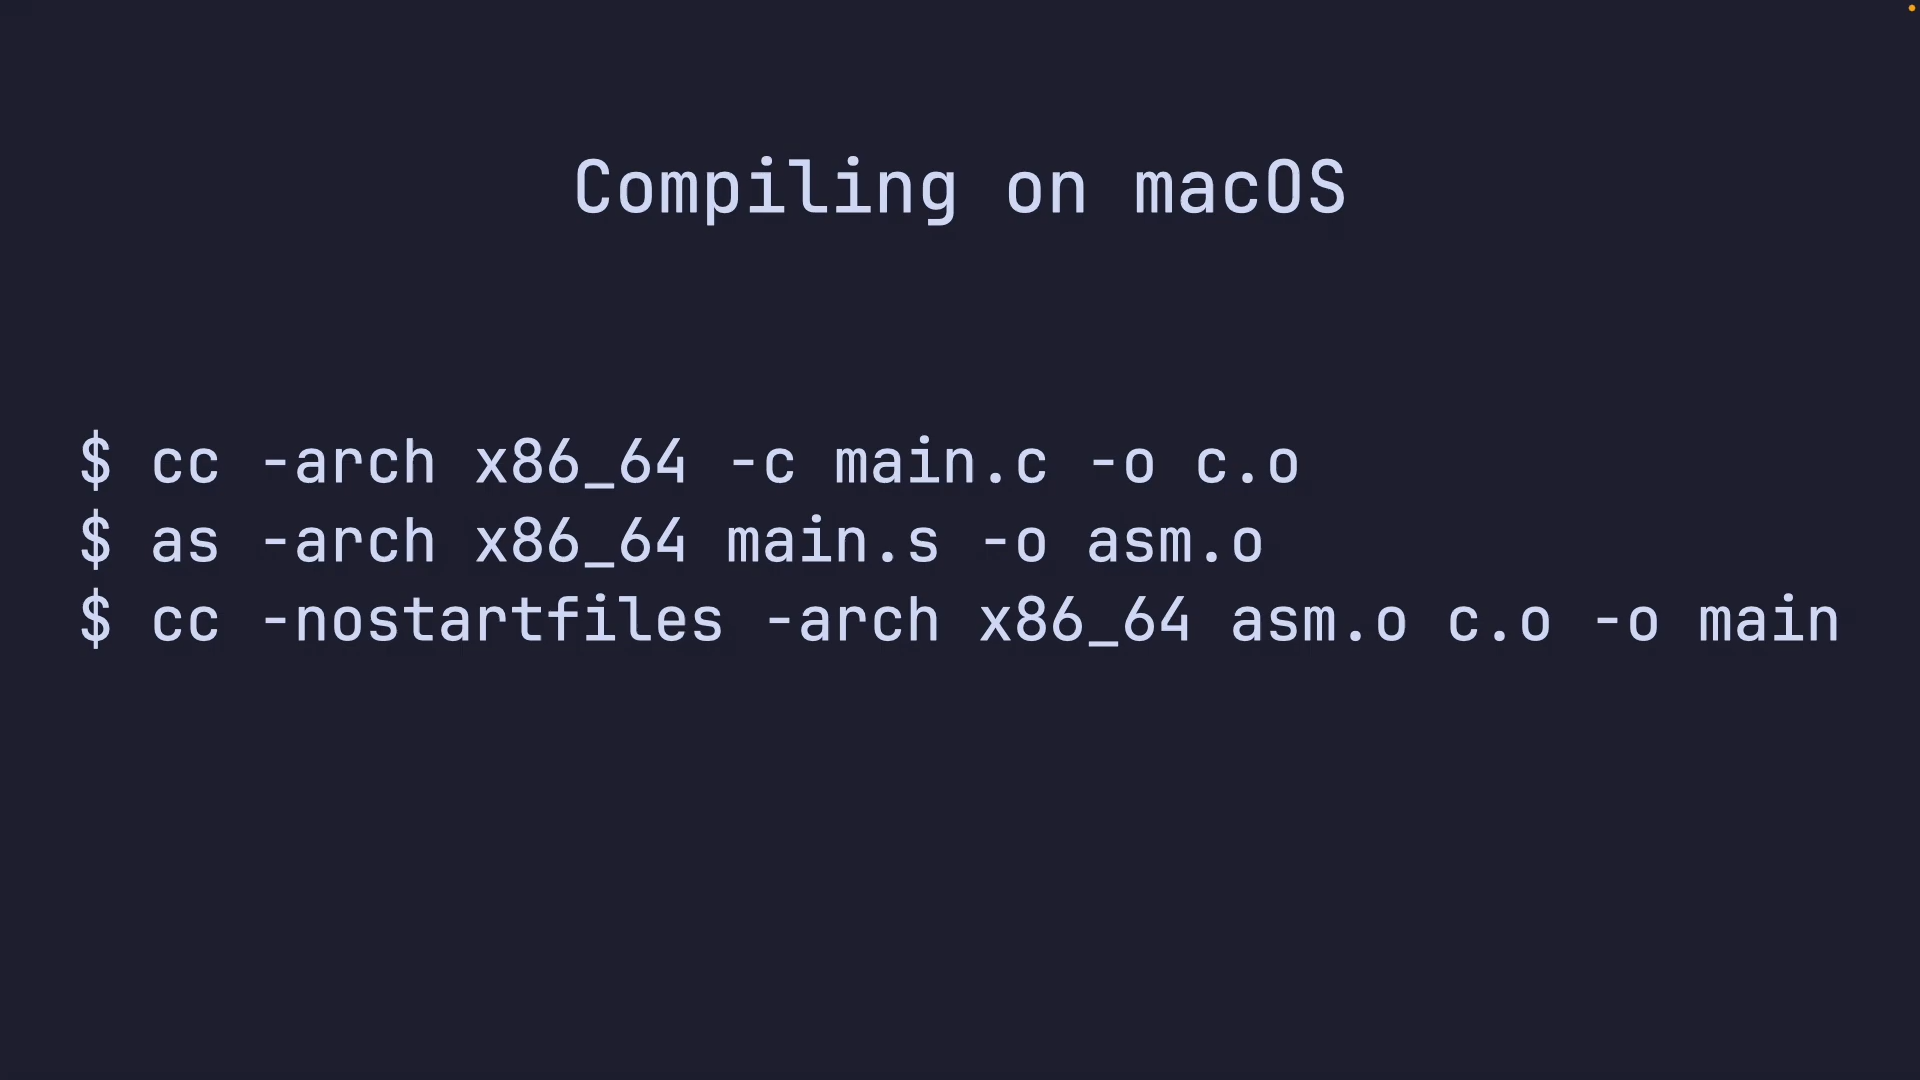 Compiling on macOS
$ cc -arch x86_64 -c main.c -o c.o
$ as -arch x86_64 main.s -o asm.o
$ cc -nostartfiles -arch x86_64 asm.o c.o -o main